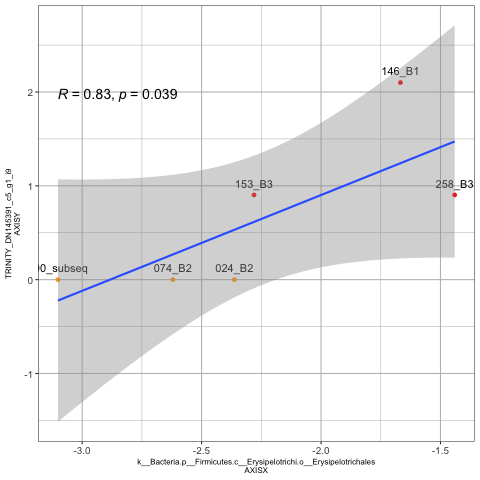 146_B1
R = 0.83, p = 0.039
2
153_B3
258_B3
1
TRINITY_DN145391_c5_g1_i9
AXISY
0_subseq
074_B2
024_B2
0
-1
-3.0
-2.5
-2.0
-1.5
k__Bacteria.p__Firmicutes.c__Erysipelotrichi.o__Erysipelotrichales
AXISX